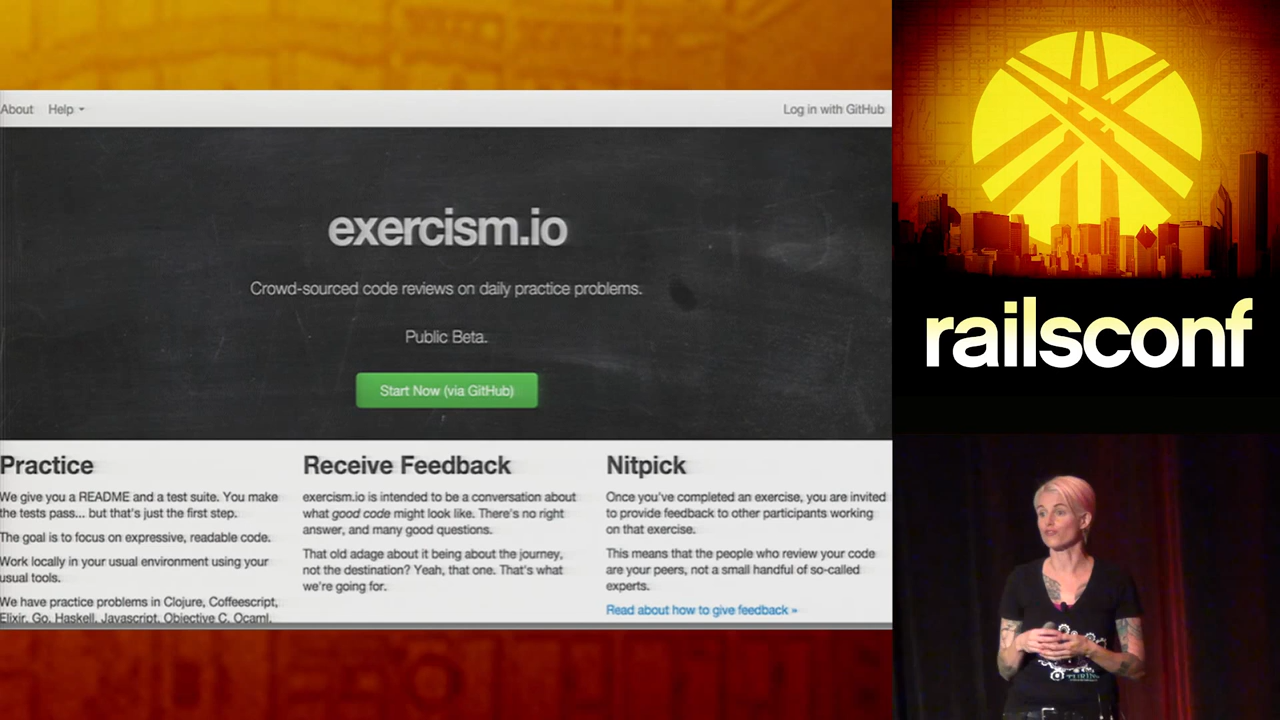 About Help
Log in with GitHub
exercism.io
Crowd-sourced code reviews on daily practice problems.
Public Beta.
Start Now (via GitHub)
Practice
We give you a README and a test suite. You make
the tests pass... but that's just the first step.
The goal is to focus on expressive, readable code.
Work locally in your usual environment using your
usual tools.
We have practice problems in Clojure, Coffeescript,
Elixir, Go, Haskell, Javascript, Objective C, Ocaml,
Receive Feedback
exercism.io is intended to be a conversation about
what good code might look like. There's no right
answer, and many good questions.
That old adage about it being about the journey,
not the destination? Yeah, that one. That's what
we're going for.
Nitpick
Once you've completed an exercise, you are invited
to provide feedback to other participants working
on that exercise.
This means that the people who review your code
are your peers, not a small handful of so-called
experts.
Read about how to give feedback »
railsconf